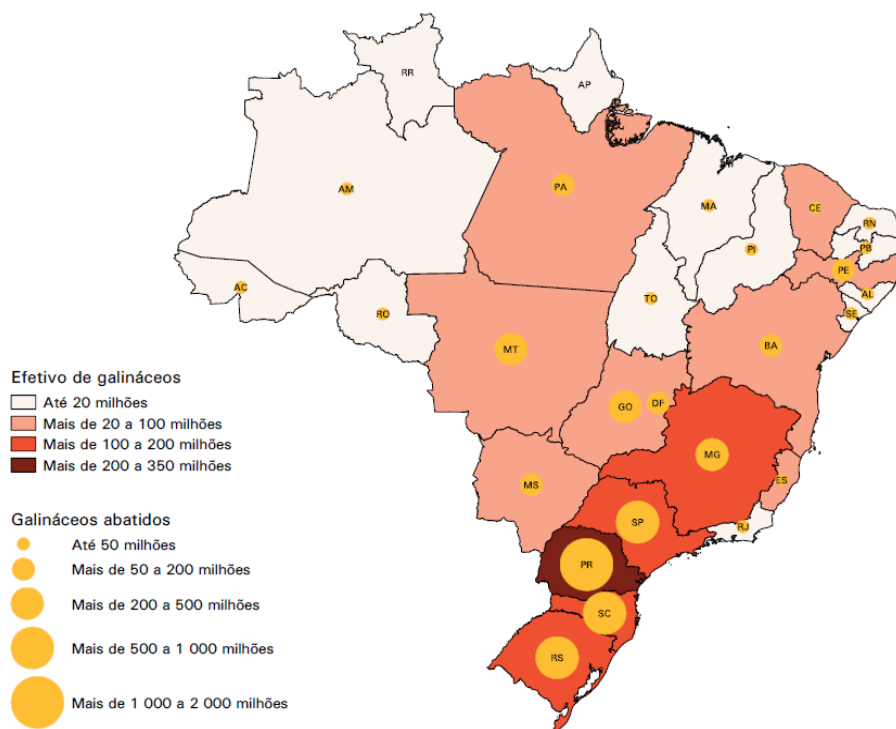 RR
AP
AM
PA
MA
CE
RN
PI
PB
PE
AC
TO
AL
RO
SE
MT
BA
GO
DF
MG
MS
ES
SP
RJ
PR
SC
RS
Efetivo de galináceos
Até 20 milhões
Mais de 20 a 100 milhões
Mais de 100 a 200 milhões
Mais de 200 a 350 milhões
Galináceos abatidos
Até 50 milhões
Mais de 50 a 200 milhões
Mais de 200 a 500 milhões
Mais de 500 a 1 000 milhões
Mais de 1 000 a 2 000 milhões